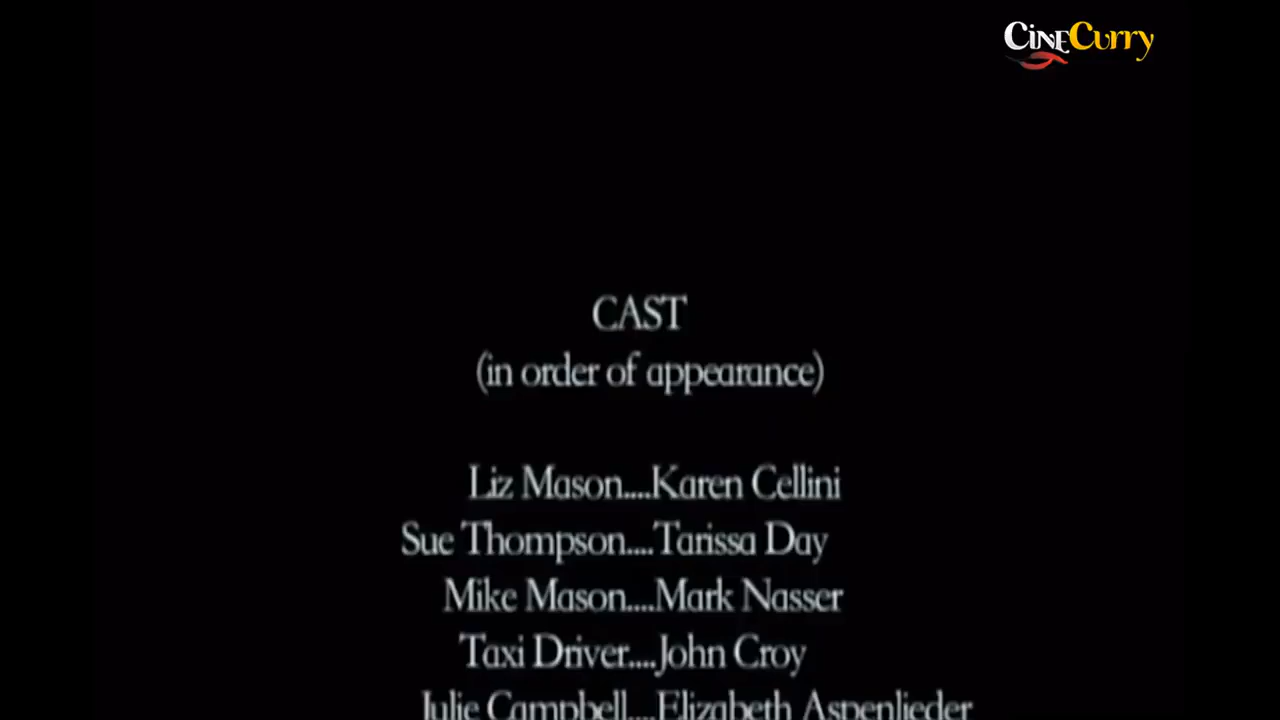 CINECurry
CAST
(in order of appearance)
Liz Mason....Karen Cellini
Sue Thompson....Tarissa Day
Mike Mason....Mark Nasser
Taxi Driver....John Croy
Julie Campbell....Elizabeth Aspenlieder